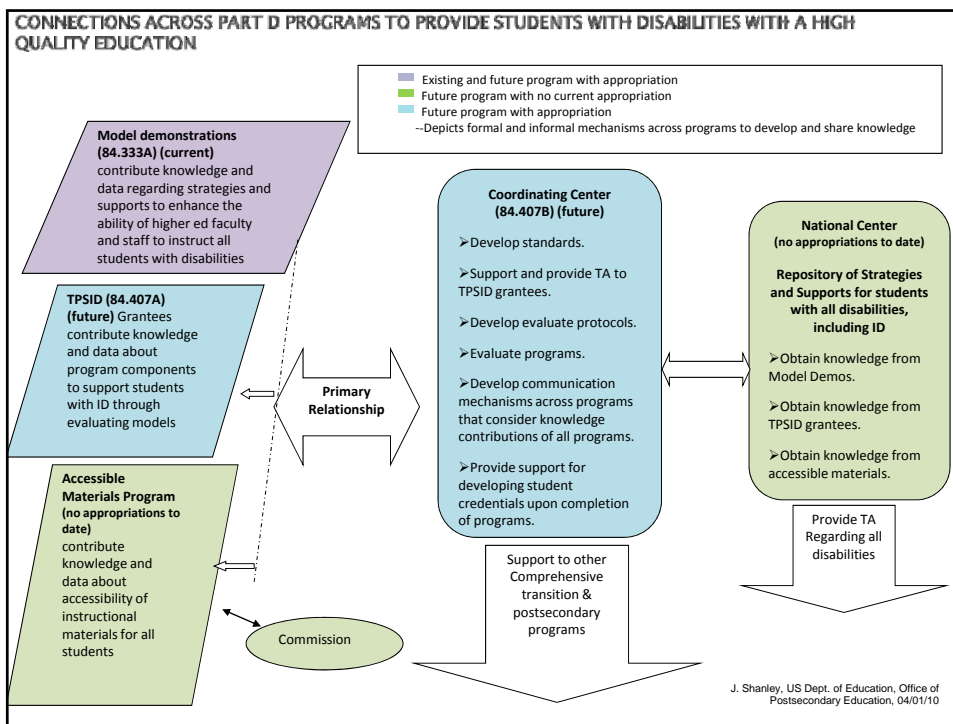 CONNECTIONS ACROSS PART D PROGRAMS TO PROVIDE STUDENTS WITH DISABILITIES WITH A HIGH
QUALITY EDUCATION
Existing and future program with appropriation
Future program with no current appropriation
Future program with appropriation
--Depicts formal and informal mechanisms across programs to develop and share knowledge
Model demonstrations
(84.333A) (current)
contribute knowledge and
data regarding strategies and
supports to enhance the
ability of higher ed faculty
and staff to instruct all
students with disabilities
TPSID (84.407A)
(future) Grantees
contribute knowledge
and data about
program components
to support students
with ID through
evaluating models
Accessible
Materials Program
(no appropriations to
date)
contribute
knowledge and
data about
accessibility of
instructional
materials for all
students
Primary
Relationship
Commission
Coordinating Center
(84.407B) (future)
➢Develop standards.
➢Support and provide TA to
TPSID grantees.
➢Develop evaluate protocols.
➢Evaluate programs.
➢Develop communication
mechanisms across programs
that consider knowledge
contributions of all programs.
➢Provide support for
developing student
credentials upon completion
of programs.
Support to other
Comprehensive
transition &
postsecondary
programs
National Center
(no appropriations to date)
Repository of Strategies
and Supports for students
with all disabilities,
including ID
➢Obtain knowledge from
Model Demos.
➢Obtain knowledge from
TPSID grantees.
➢Obtain knowledge from
accessible materials.
Provide TA
Regarding all
disabilities
J. Shanley, US Dept. of Education, Office of
Postsecondary Education, 04/01/10